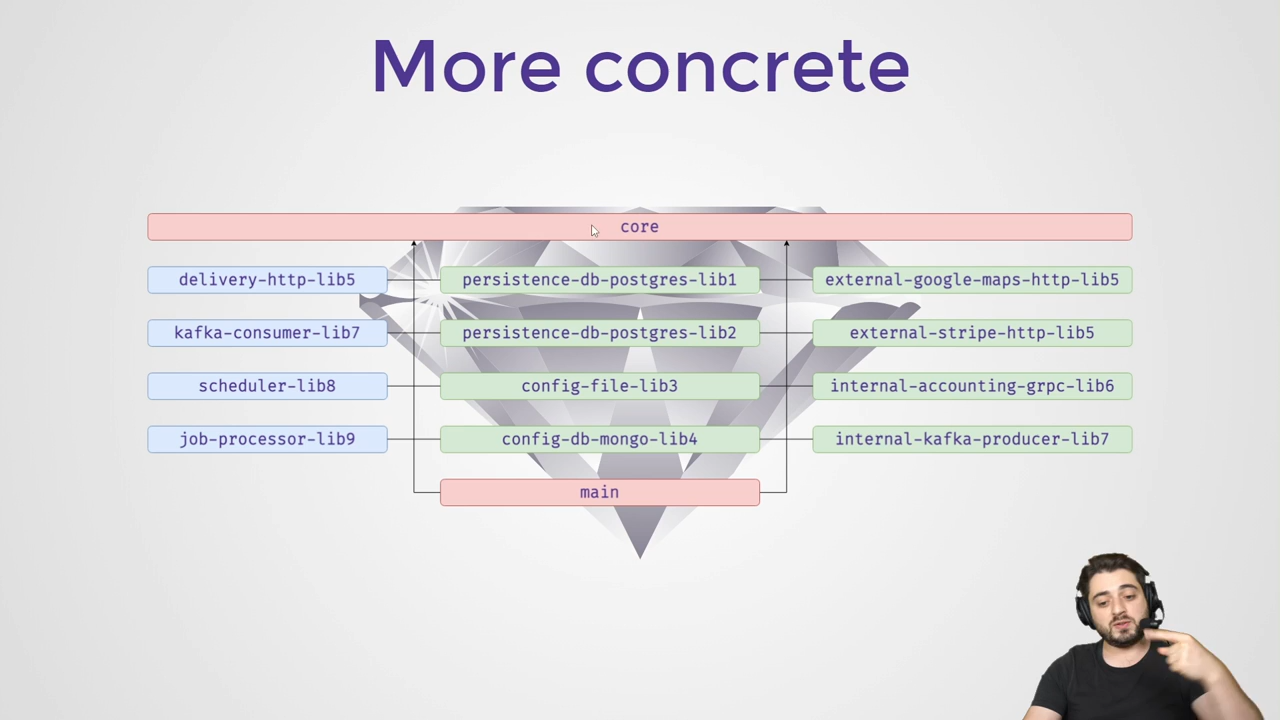 More concrete
core
delivery-http-lib5
persistence-db-postgres-lib1
external-google-maps-http-lib5
kafka-consumer-lib7
persistence-db-postgres-lib2
external-stripe-http-lib5
scheduler-lib8
config-file-lib3
internal-accounting-grpc-lib6
job-processor-lib9
config-db-mongo-lib4
internal-kafka-producer-lib7
main